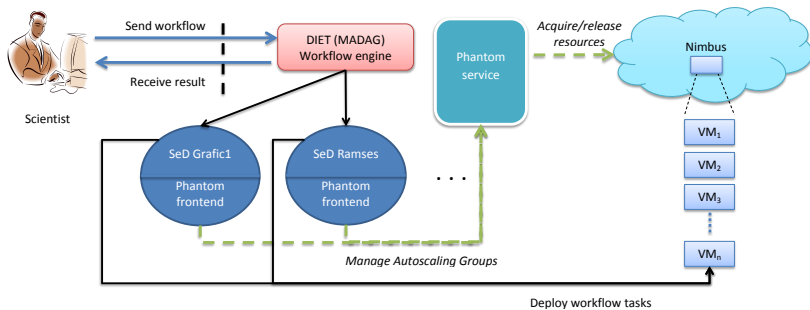 Send workflow
Receive result
Scientist
DIET (MADAG)
Workflow engine
Phantom
service
Acquire/release
resources
Nimbus
SeD Grafic1
Phantom
frontend
SeD Ramses
Phantom
frontend
. . .
VM₁
VM₂
VM₃
VMₙ
Manage Autoscaling Groups
Deploy workflow tasks